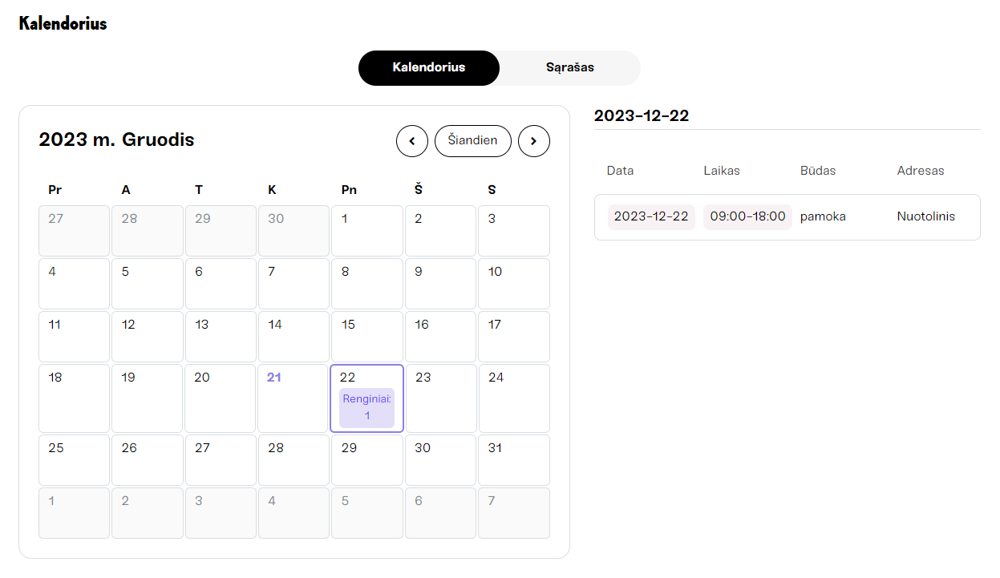 Kalendorius
Kalendorius Sąrašas
2023 m. Gruodis
Šiandien
Pr A T K Pn Š S
27 28 29 30 1 2 3
4 5 6 7 8 9 10
11 12 13 14 15 16 17
18 19 20 21 22 23 24
Renginiai:
1
25 26 27 28 29 30 31
1 2 3 4 5 6 7
2023-12-22
Data Laikas Būdas Adresas
2023-12-22 09:00-18:00 pamoka Nuotolinis